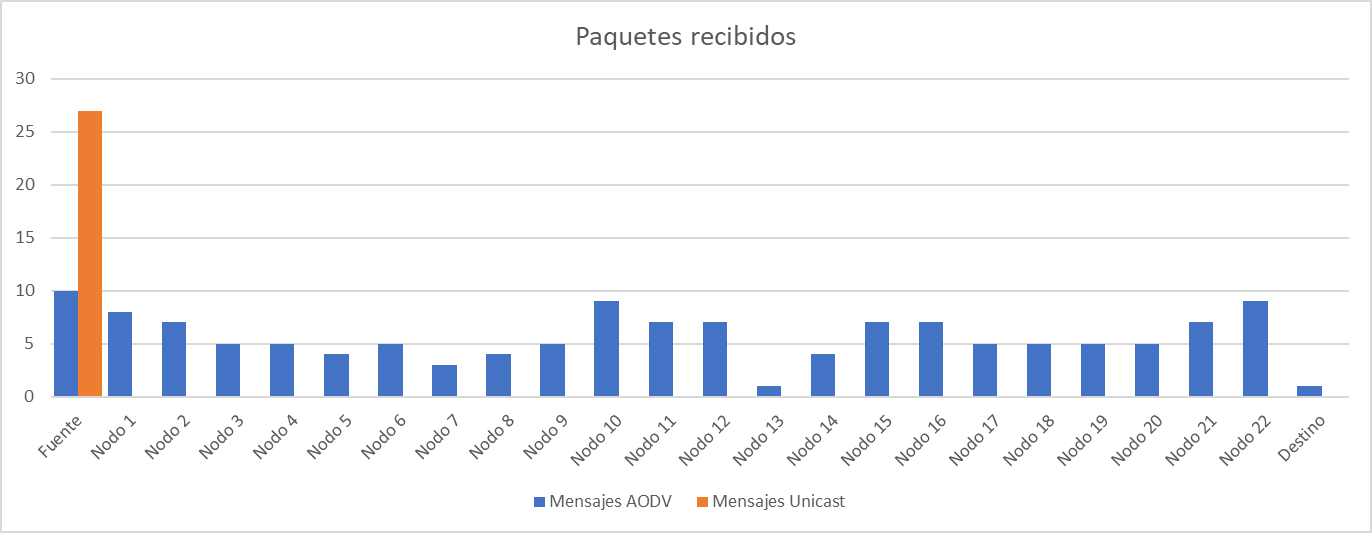 Paquetes recibidos
30
25
20
15
10
5
0
Fuente
Nodo 1
Nodo 2
Nodo 3
Nodo 4
Nodo 5
Nodo 6
Nodo 7
Nodo 8
Nodo 9
Nodo 10
Nodo 11
Nodo 12
Nodo 13
Nodo 14
Nodo 15
Nodo 16
Nodo 17
Nodo 18
Nodo 19
Nodo 20
Nodo 21
Nodo 22
Destino
Mensajes AODV
Mensajes Unicast